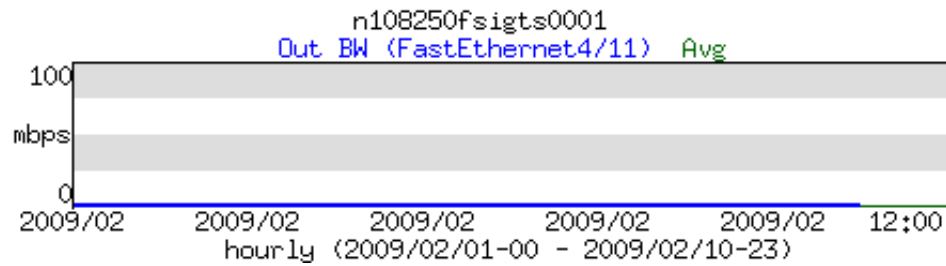 n108250fsigts0001
Out BW (FastEthernet4/11) Avg
100
mbps
0
2009/02 2009/02 2009/02 2009/02 2009/02 12:00
hourly (2009/02/01-00 - 2009/02/10-23)